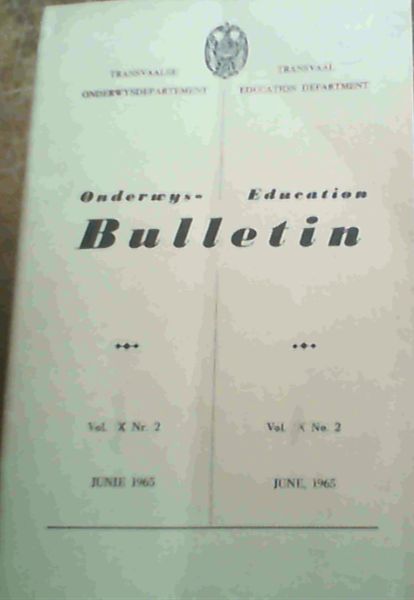 TRANSVAALSE
ONDERWYSDEPARTEMENT
TRANSVAAL
EDUCATION DEPARTMENT
Onderwys- Education
Bulletin
Vol. X Nr. 2
JUNIE 1965
Vol. X No. 2
JUNE, 1965